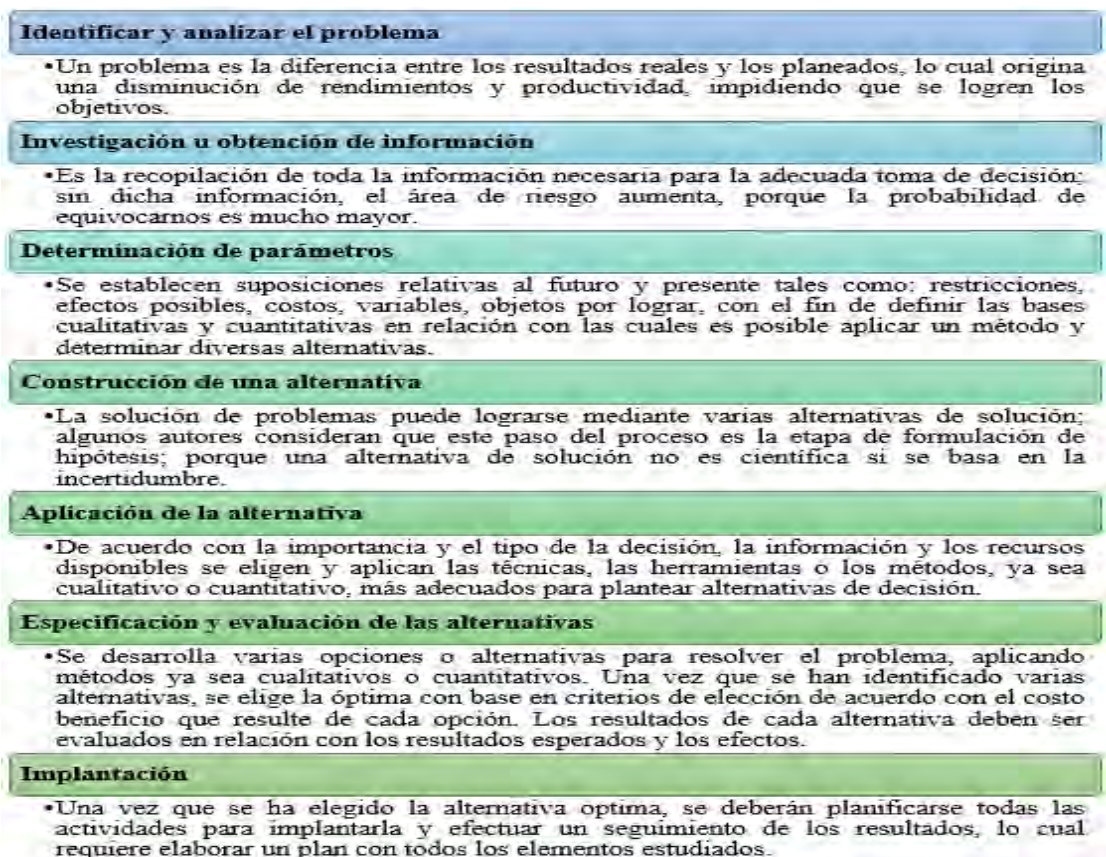 Identificar y analizar el problema
•Un problema es la diferencia entre los resultados reales y los planeados, lo cual origina
una disminución de rendimientos y productividad, impidiendo que se logren los
objetivos.
Investigación u obtención de información
•Es la recopilación de toda la información necesaria para la adecuada toma de decisión;
sin dicha información, el área de riesgo aumenta, porque la probabilidad de
equivocarnos es mucho mayor.
Determinación de parámetros
•Se establecen suposiciones relativas al futuro y presente tales como: restricciones,
efectos posibles, costos, variables, objetos por lograr, con el fin de definir las bases
cualitativas y cuantitativas en relación con las cuales es posible aplicar un método y
determinar diversas alternativas.
Construcción de una alternativa
•La solución de problemas puede lograrse mediante varias alternativas de solución;
algunos autores consideran que este paso del proceso es la etapa de formulación de
hipótesis; porque una alternativa de solución no es científica si se basa en la
incertidumbre.
Aplicación de la alternativa
•De acuerdo con la importancia y el tipo de la decisión, la información y los recursos
disponibles se eligen y aplican las técnicas, las herramientas o los métodos, ya sea
cualitativo o cuantitativo, más adecuados para plantear alternativas de decisión.
Especificación y evaluación de las alternativas
•Se desarrolla varias opciones o alternativas para resolver el problema, aplicando
métodos ya sea cualitativos o cuantitativos. Una vez que se han identificado varias
alternativas, se elige la óptima con base en criterios de elección de acuerdo con el costo
beneficio que resulte de cada opción. Los resultados de cada alternativa deben ser
evaluados en relación con los resultados esperados y los efectos.
Implantación
•Una vez que se ha elegido la alternativa optima, se deberán planificarse todas las
actividades para implantarla y efectuar un seguimiento de los resultados, lo cual
requiere elaborar un plan con todos los elementos estudiados.